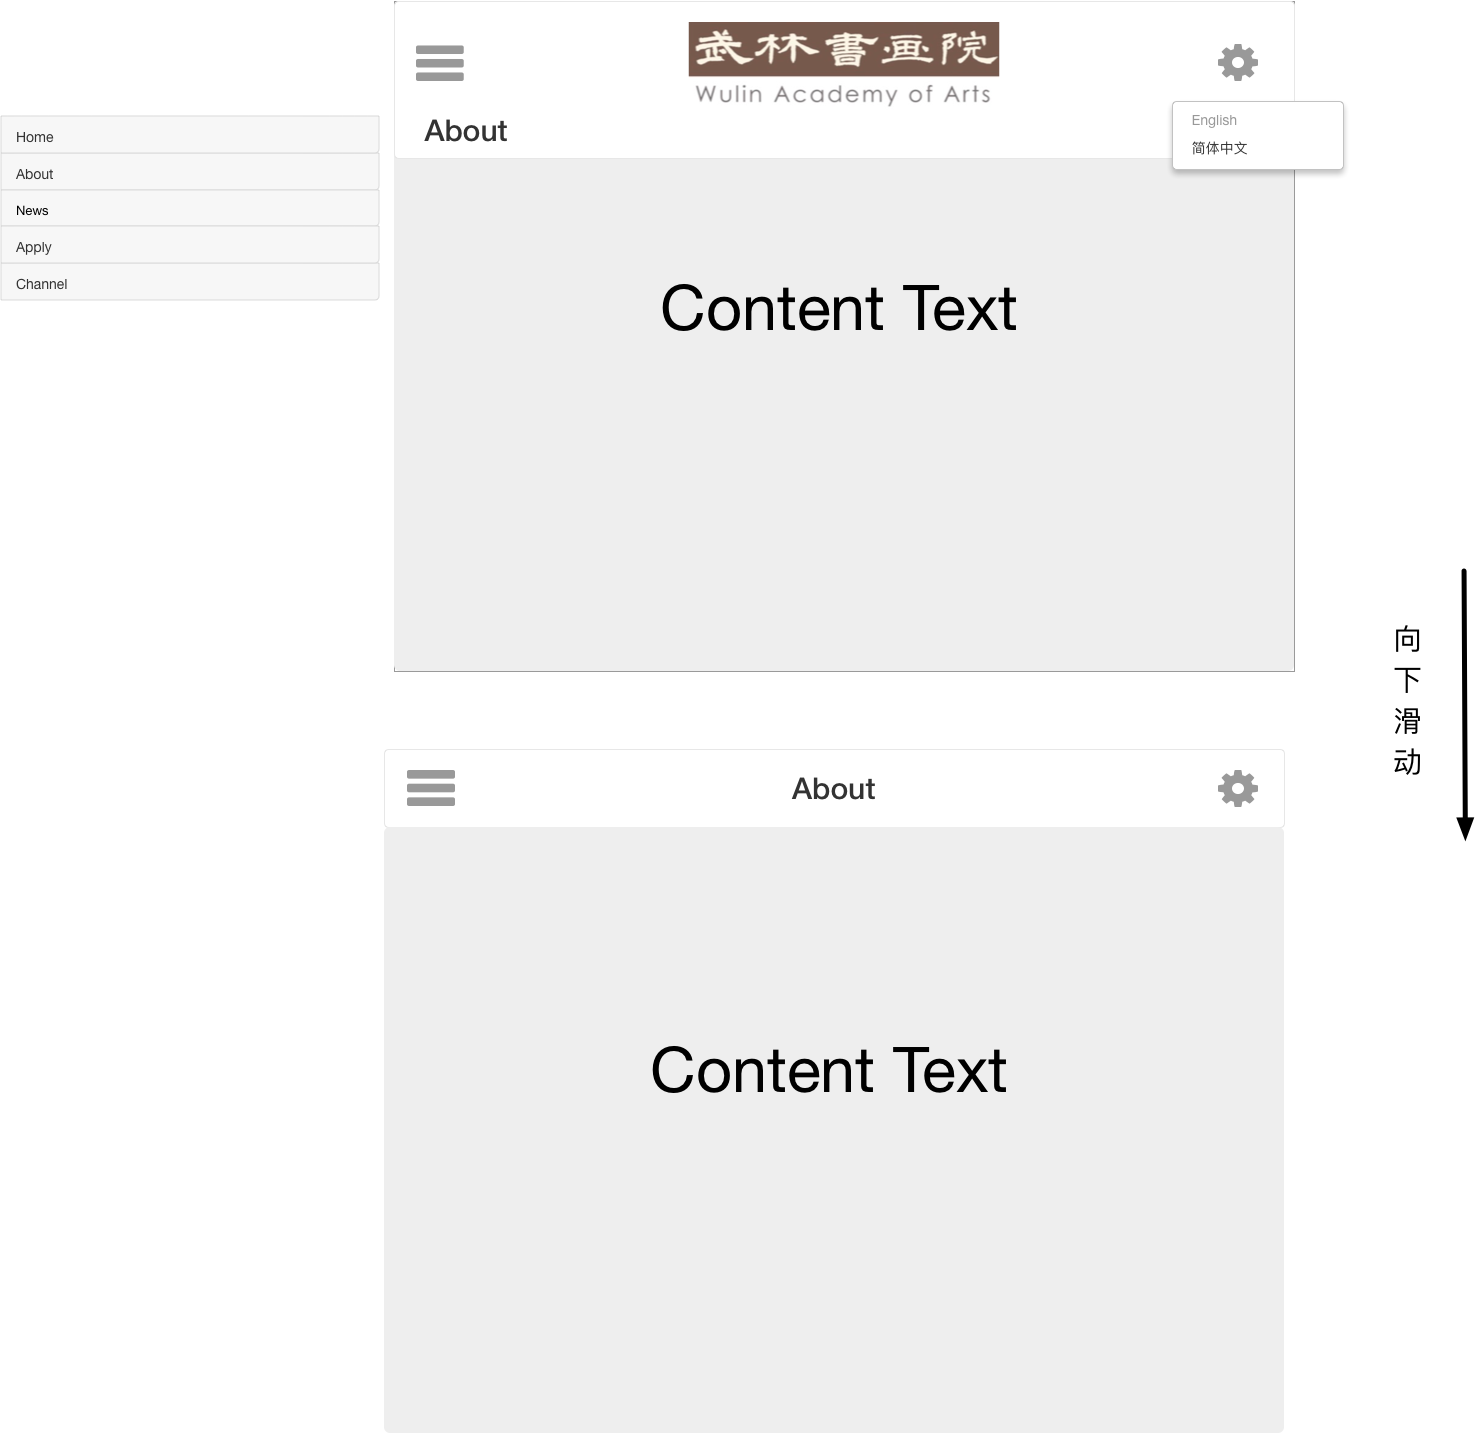 武林書画院
Wulin Academy of Arts
About
English
简体中文
Home
About
News
Apply
Channel
Content Text
向下滑动
About
Content Text